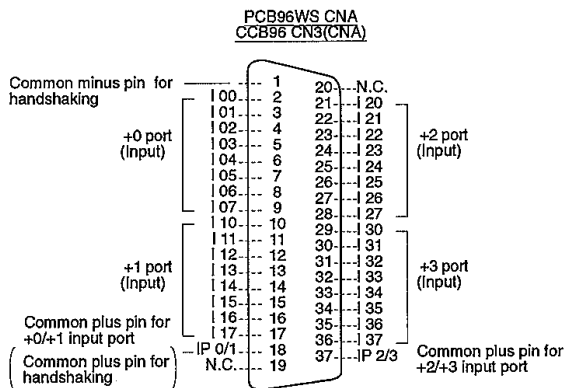 PCB96WS CNA
CCB96 CN3(CNA)
Common minus pin for
handshaking
1
I 00 2
I 01 3
I 02 4
I 03 5
I 04 6
I 05 7
I 06 8
I 07 9
+0 port
(Input)
I 10 10
I 11 11
I 12 12
I 13 13
I 14 14
I 15 15
I 16 16
I 17 17
+1 port
(Input)
Common plus pin for
+0/+1 input port
IP 0/1 18
(Common plus pin for
handshaking)
N.C. 19
20 N.C.
21 I 20
22 I 21
23 I 22
24 I 23
25 I 24
26 I 25
27 I 26
28 I 27
+2 port
(Input)
29 I 30
30 I 31
31 I 32
32 I 33
33 I 34
34 I 35
35 I 36
36 I 37
+3 port
(Input)
37 IP 2/3
Common plus pin for
+2/+3 input port